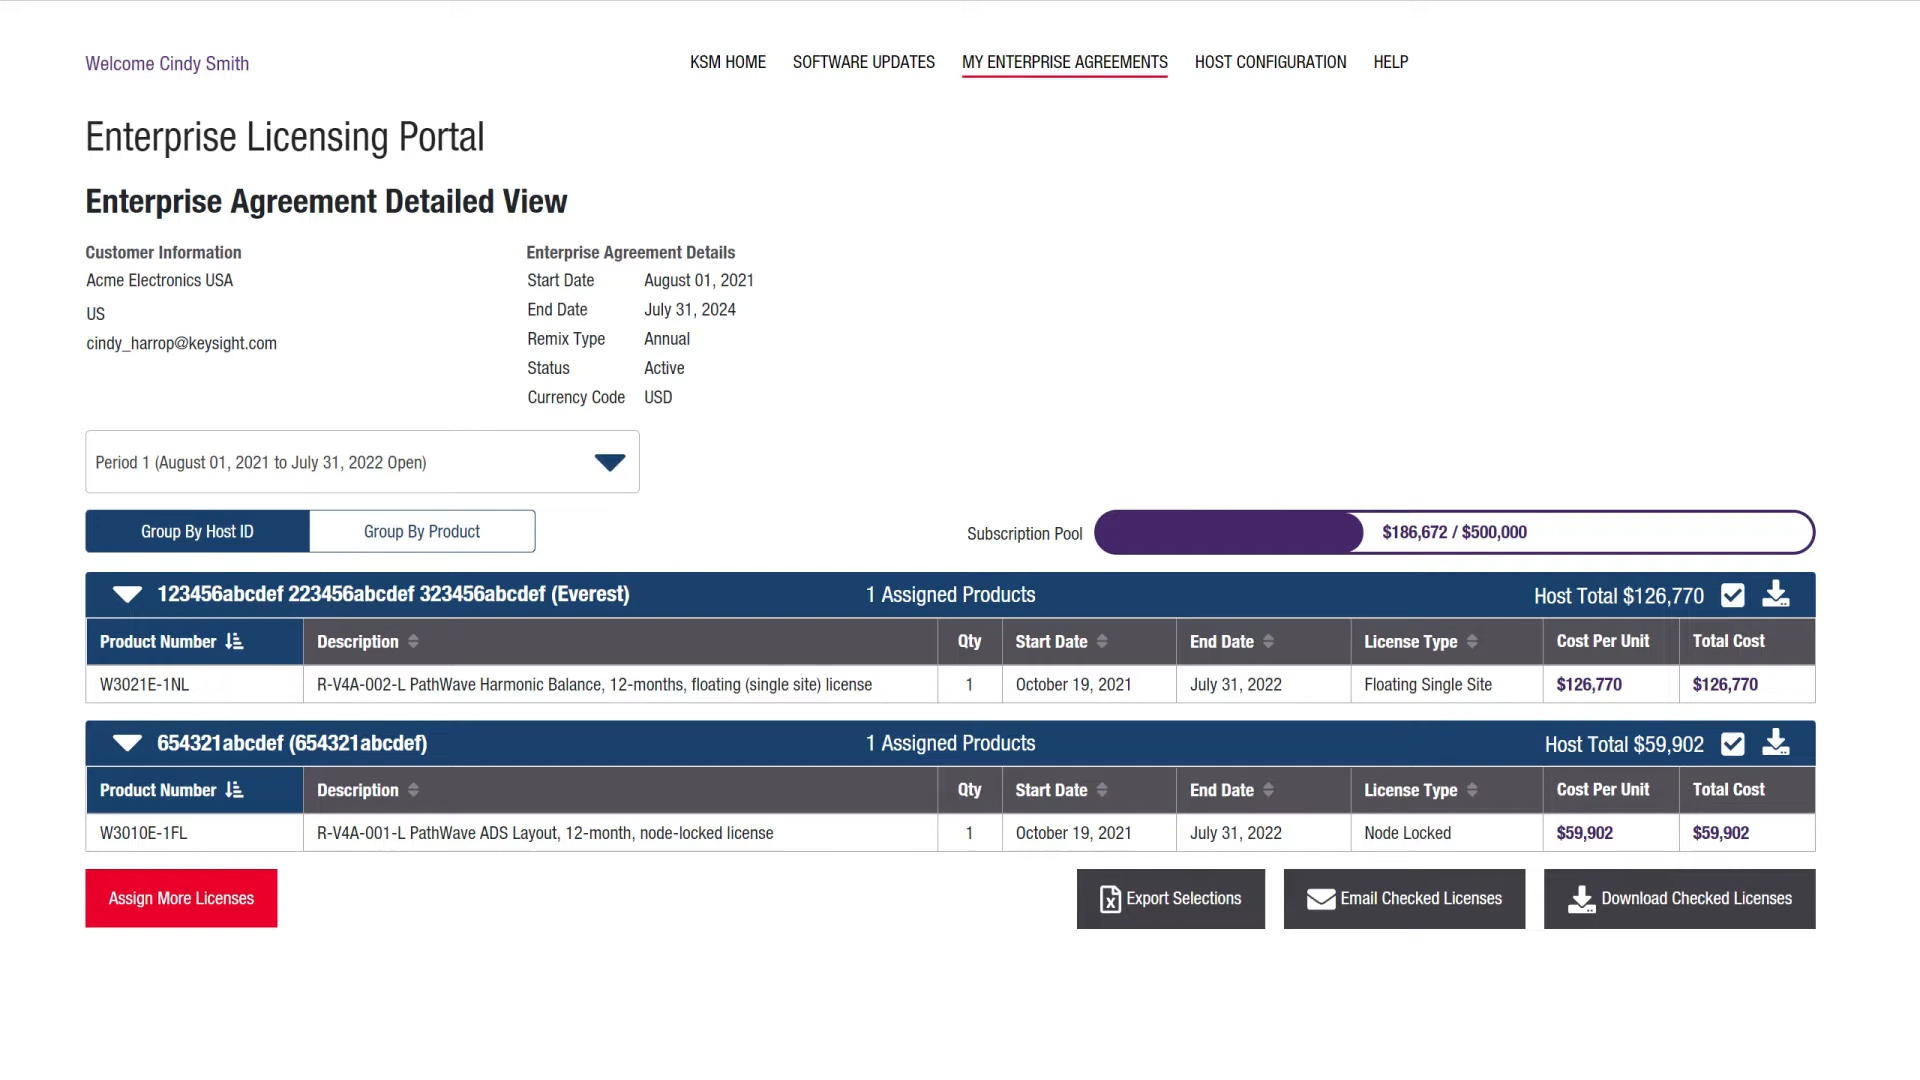 Welcome Cindy Smith
KSM HOME SOFTWARE UPDATES MY ENTERPRISE AGREEMENTS HOST CONFIGURATION HELP
Enterprise Licensing Portal
Enterprise Agreement Detailed View
Customer Information
Acme Electronics USA
US
cindy_harrop@keysight.com
Enterprise Agreement Details
Start Date August 01, 2021
End Date July 31, 2024
Remix Type Annual
Status Active
Currency Code USD
Period 1 (August 01, 2021 to July 31, 2022 Open)
Group By Host ID Group By Product
Subscription Pool $186,672 / $500,000
123456abcdef 223456abcdef 323456abcdef (Everest) 1 Assigned Products Host Total $126,770
Product Number Description Qty Start Date End Date License Type Cost Per Unit Total Cost
W3021E-1NL R-V4A-002-L PathWave Harmonic Balance, 12-months, floating (single site) license 1 October 19, 2021 July 31, 2022 Floating Single Site $126,770 $126,770
654321abcdef (654321abcdef) 1 Assigned Products Host Total $59,902
Product Number Description Qty Start Date End Date License Type Cost Per Unit Total Cost
W3010E-1FL R-V4A-001-L PathWave ADS Layout, 12-month, node-locked license 1 October 19, 2021 July 31, 2022 Node Locked $59,902 $59,902
Assign More Licenses Export Selections Email Checked Licenses Download Checked Licenses